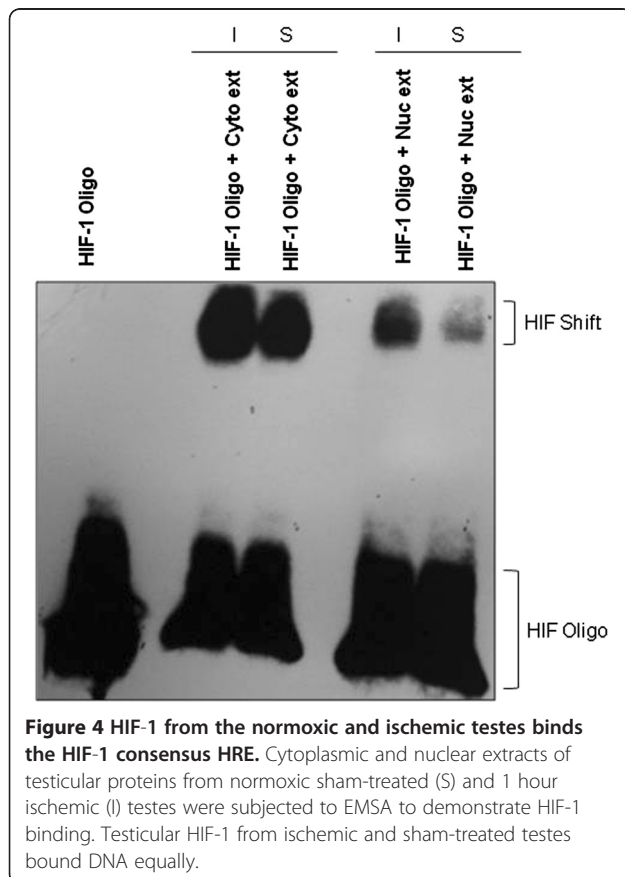 I S I S
HIF-1 Oligo
HIF-1 Oligo + Cyto ext
HIF-1 Oligo + Cyto ext
HIF-1 Oligo + Nuc ext
HIF-1 Oligo + Nuc ext
HIF Shift
HIF Oligo
Figure 4 HIF-1 from the normoxic and ischemic testes binds
the HIF-1 consensus HRE. Cytoplasmic and nuclear extracts of
testicular proteins from normoxic sham-treated (S) and 1 hour
ischemic (I) testes were subjected to EMSA to demonstrate HIF-1
binding. Testicular HIF-1 from ischemic and sham-treated testes
bound DNA equally.